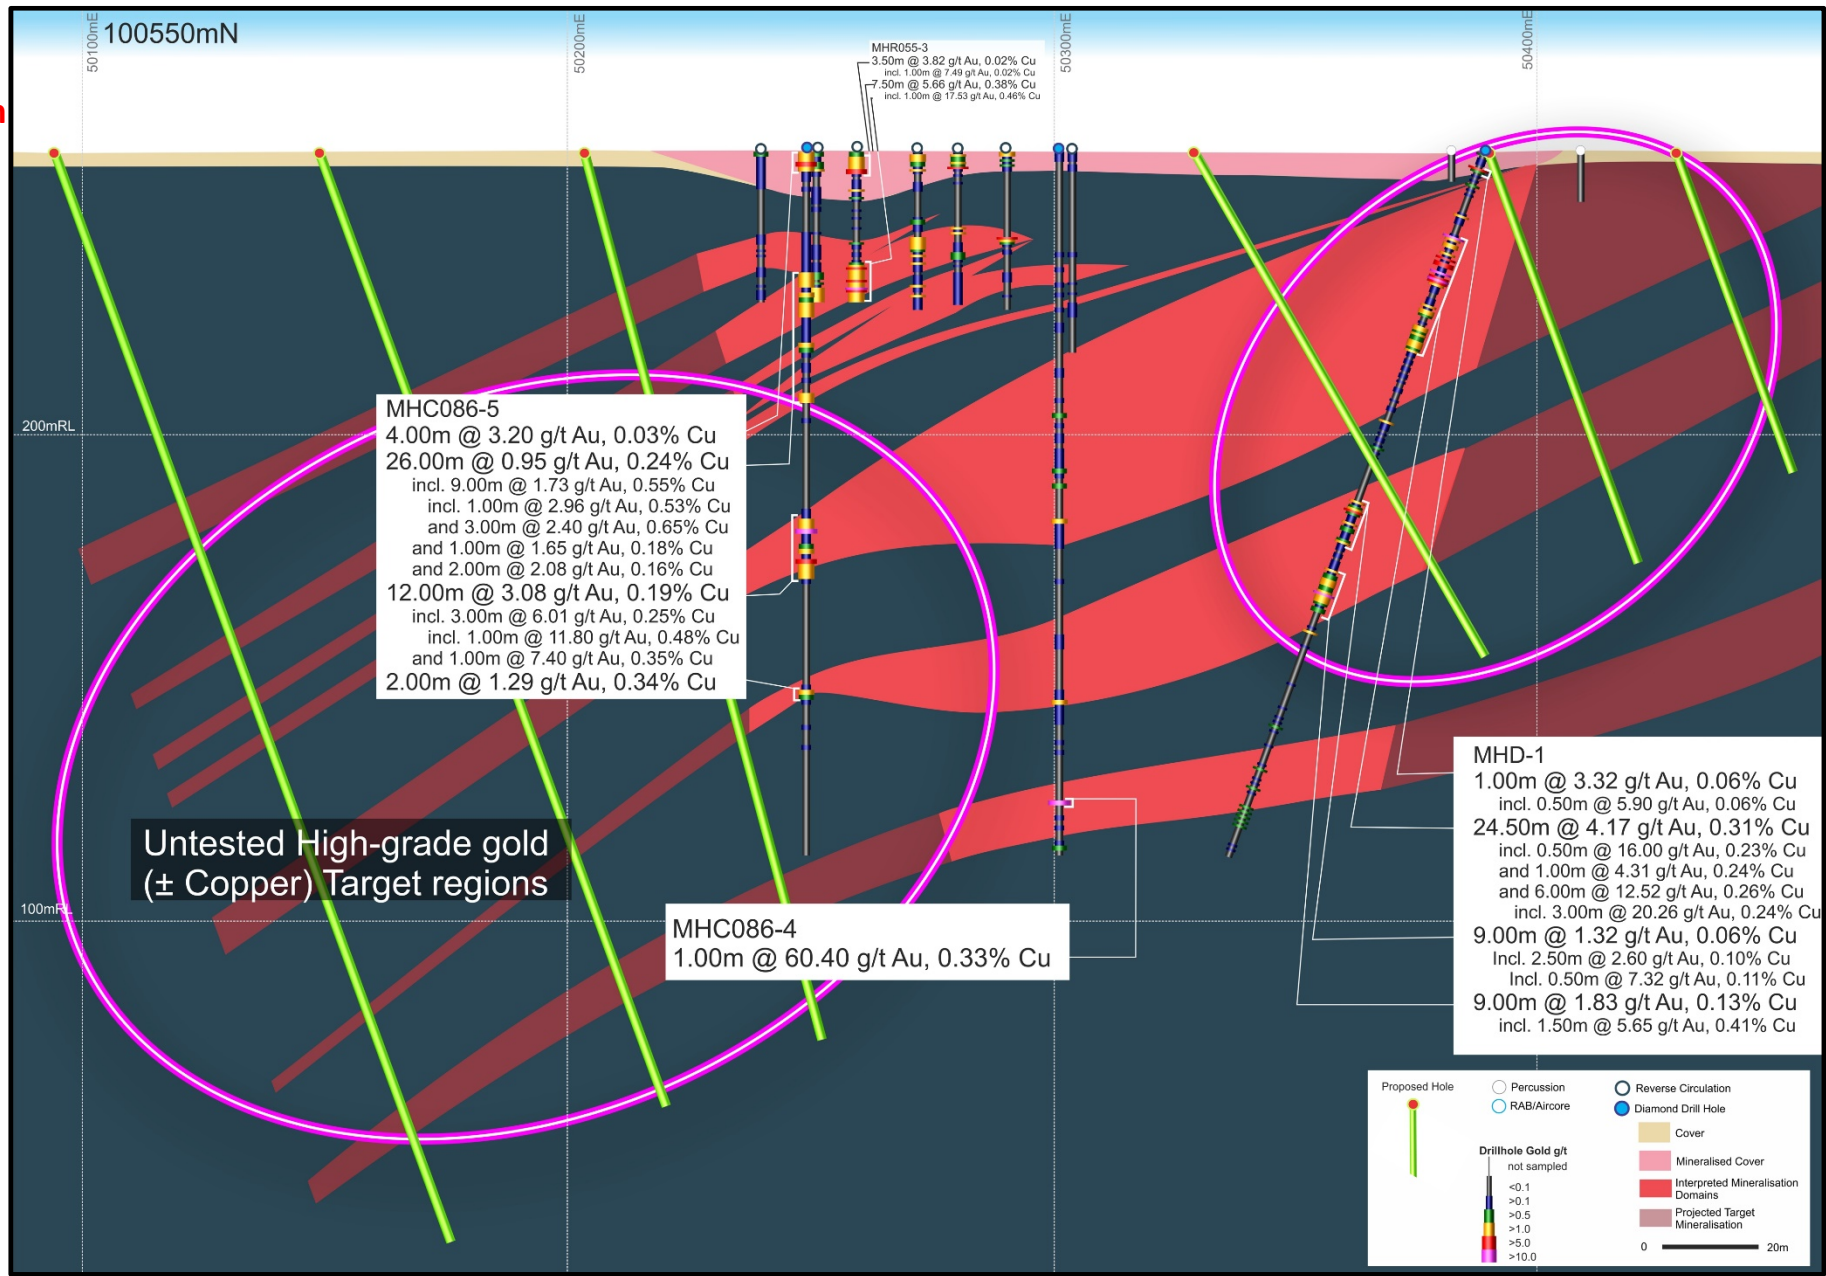 100550mN
50100mE
50200mE
50300mE
50400mE
MHR055-3
3.50m @ 3.82 g/t Au, 0.02% Cu
incl. 1.00m @ 7.49 g/t Au, 0.02% Cu
7.50m @ 5.66 g/t Au, 0.38% Cu
incl. 1.00m @ 17.53 g/t Au, 0.46% Cu
200mRL
MHC086-5
4.00m @ 3.20 g/t Au, 0.03% Cu
26.00m @ 0.95 g/t Au, 0.24% Cu
incl. 9.00m @ 1.73 g/t Au, 0.55% Cu
incl. 1.00m @ 2.96 g/t Au, 0.53% Cu
and 3.00m @ 2.40 g/t Au, 0.65% Cu
and 1.00m @ 1.65 g/t Au, 0.18% Cu
and 2.00m @ 2.08 g/t Au, 0.16% Cu
12.00m @ 3.08 g/t Au, 0.19% Cu
incl. 3.00m @ 6.01 g/t Au, 0.25% Cu
incl. 1.00m @ 11.80 g/t Au, 0.48% Cu
and 1.00m @ 7.40 g/t Au, 0.35% Cu
2.00m @ 1.29 g/t Au, 0.34% Cu
Untested High-grade gold
(± Copper) Target regions
100mRL
MHC086-4
1.00m @ 60.40 g/t Au, 0.33% Cu
MHD-1
1.00m @ 3.32 g/t Au, 0.06% Cu
incl. 0.50m @ 5.90 g/t Au, 0.06% Cu
24.50m @ 4.17 g/t Au, 0.31% Cu
incl. 0.50m @ 16.00 g/t Au, 0.23% Cu
and 1.00m @ 4.31 g/t Au, 0.24% Cu
and 6.00m @ 12.52 g/t Au, 0.26% Cu
incl. 3.00m @ 20.26 g/t Au, 0.24% Cu
9.00m @ 1.32 g/t Au, 0.06% Cu
Incl. 2.50m @ 2.60 g/t Au, 0.10% Cu
Incl. 0.50m @ 7.32 g/t Au, 0.11% Cu
9.00m @ 1.83 g/t Au, 0.13% Cu
incl. 1.50m @ 5.65 g/t Au, 0.41% Cu
Proposed Hole
Percussion
RAB/Aircore
Reverse Circulation
Diamond Drill Hole
Cover
Mineralised Cover
Interpreted Mineralisation
Domains
Projected Target
Mineralisation
Drillhole Gold g/t
not sampled
<0.1
>0.1
>0.5
>1.0
>5.0
>10.0
0 20m